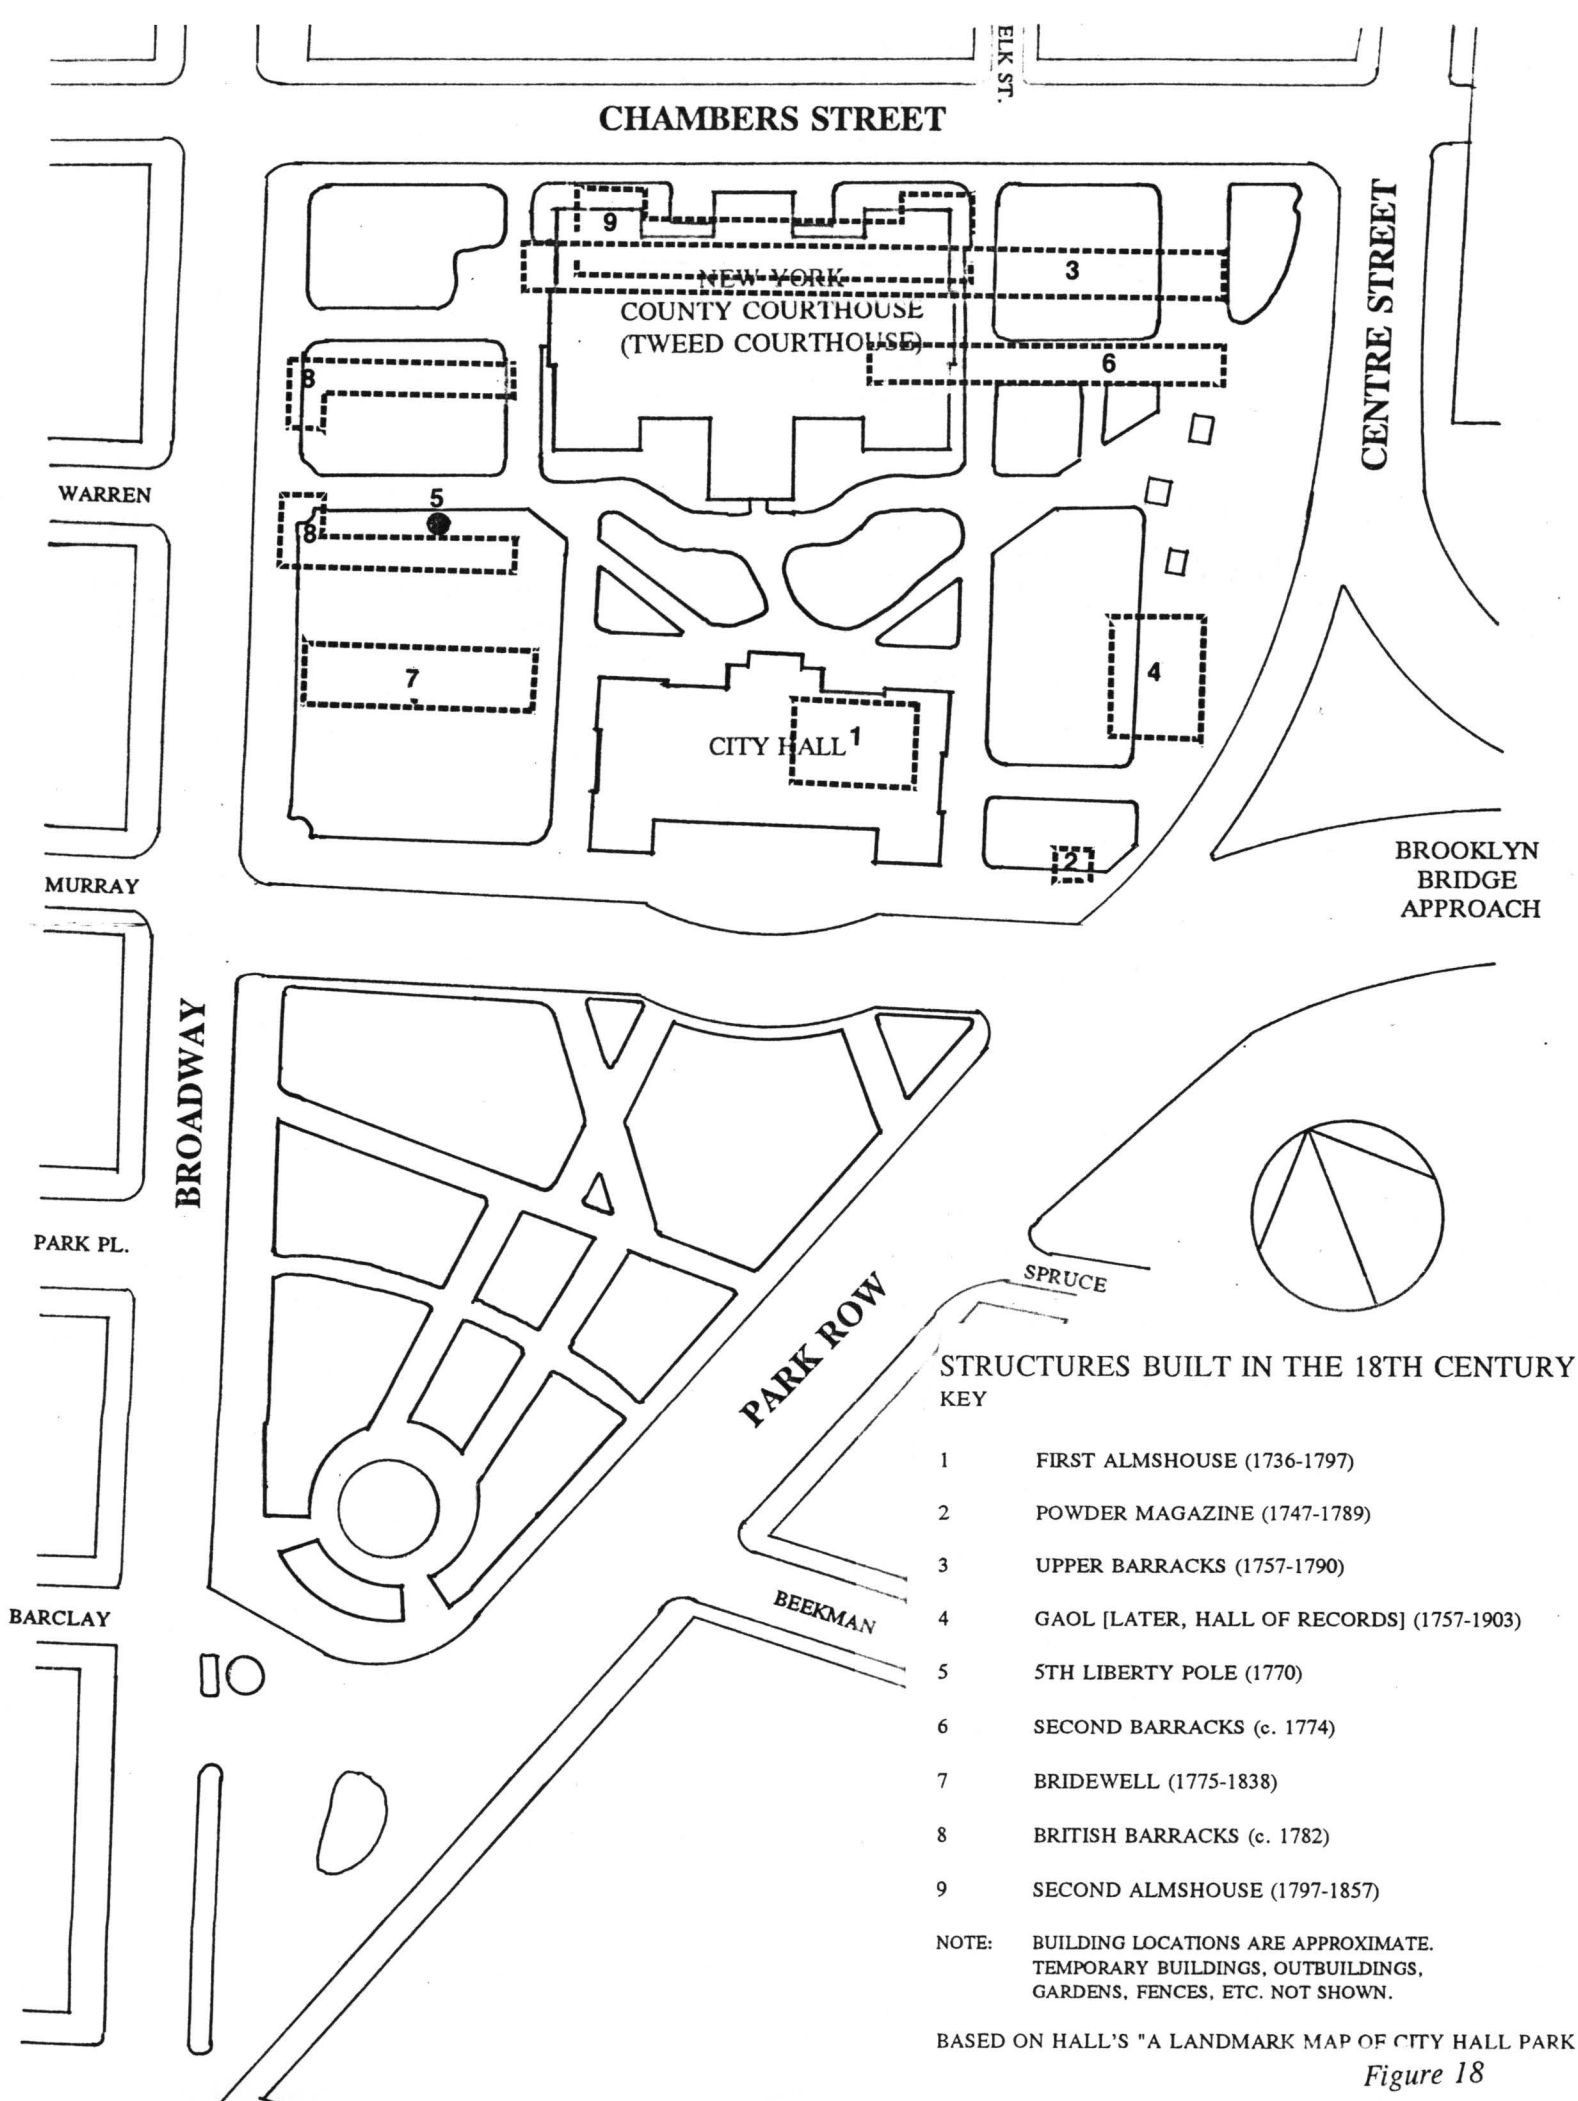 ELK ST.
CHAMBERS STREET
9
3
NEW YORK
COUNTY COURTHOUSE
(TWEED COURTHOUSE)
6
8
CENTRE STREET
WARREN
5
8
7
4
CITY HALL
1
2
BROOKLYN
BRIDGE
APPROACH
MURRAY
BROADWAY
PARK PL.
SPRUCE
PARK ROW
BEEKMAN
BARCLAY
STRUCTURES BUILT IN THE 18TH CENTURY
KEY
1 FIRST ALMSHOUSE (1736-1797)
2 POWDER MAGAZINE (1747-1789)
3 UPPER BARRACKS (1757-1790)
4 GAOL [LATER, HALL OF RECORDS] (1757-1903)
5 5TH LIBERTY POLE (1770)
6 SECOND BARRACKS (c. 1774)
7 BRIDEWELL (1775-1838)
8 BRITISH BARRACKS (c. 1782)
9 SECOND ALMSHOUSE (1797-1857)
NOTE: BUILDING LOCATIONS ARE APPROXIMATE.
TEMPORARY BUILDINGS, OUTBUILDINGS,
GARDENS, FENCES, ETC. NOT SHOWN.
BASED ON HALL'S "A LANDMARK MAP OF CITY HALL PARK
Figure 18